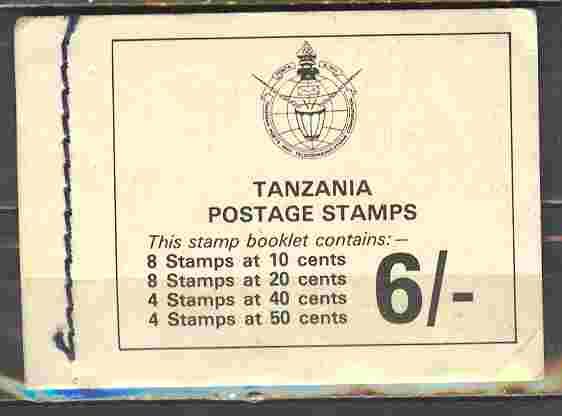 TANZANIA
POSTAGE STAMPS
This stamp booklet contains:—
8 Stamps at 10 cents
8 Stamps at 20 cents
4 Stamps at 40 cents
4 Stamps at 50 cents
6/-